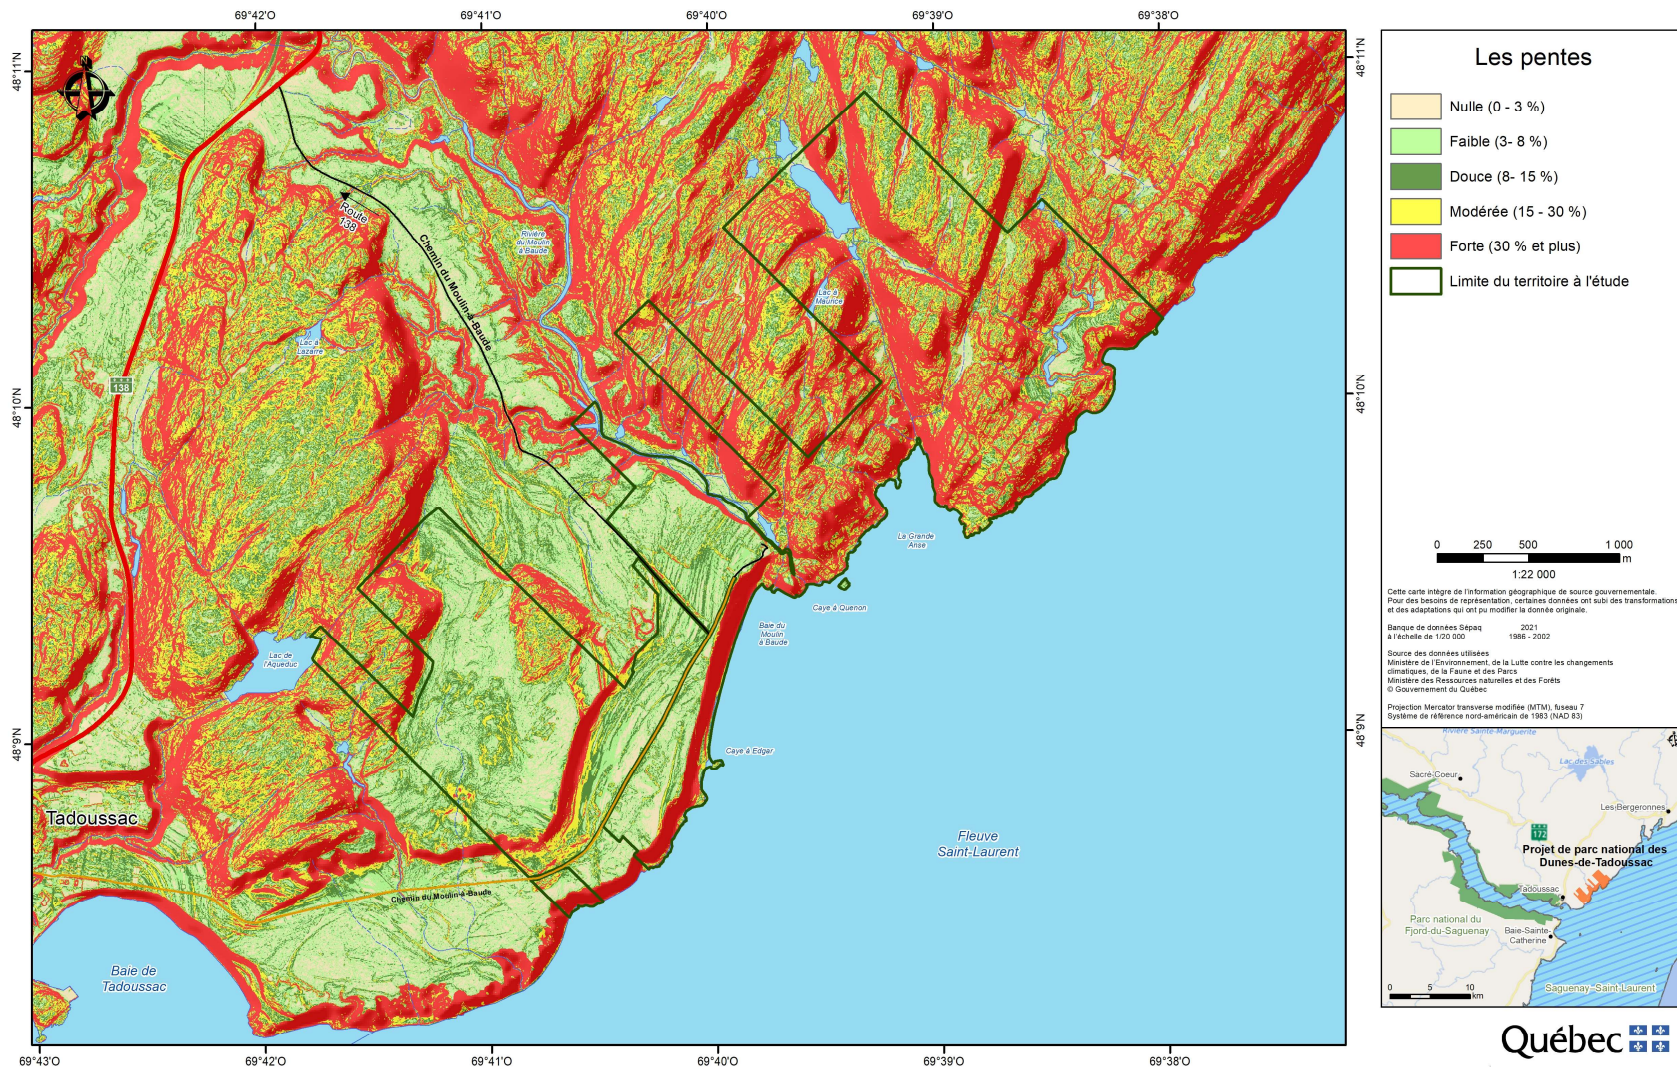 69°42'O
69°41'O
69°40'O
69°39'O
69°38'O
48°11'N
48°10'N
48°9'N
48°11'N
48°10'N
48°9'N
N
Route
138
Chemin du Moulin-à-Baude
Rivière
du Moulin
à Baude
Lac à
Lazarre
Lac à
Maurice
138
Lac de
l'Aqueduc
La Grande
Anse
Caye à Quenon
Baie du
Moulin
à Baude
Caye à Edgar
Tadoussac
Chemin du Moulin-à-Baude
Fleuve
Saint-Laurent
Baie de
Tadoussac
69°43'O
69°42'O
69°41'O
69°40'O
69°39'O
69°38'O
Les pentes
Nulle (0 - 3 %)
Faible (3- 8 %)
Douce (8- 15 %)
Modérée (15 - 30 %)
Forte (30 % et plus)
Limite du territoire à l'étude
0 250 500 1 000
m
1:22 000
Cette carte intègre de l'information géographique de source gouvernementale.
Pour des besoins de représentation, certaines données ont subi des transformations
et des adaptations qui ont pu modifier la donnée originale.
Banque de données Sépaq 2021
à l'échelle de 1/20 000 1986 - 2002
Source des données utilisées
Ministère de l'Environnement, de la Lutte contre les changements
climatiques, de la Faune et des Parcs
Ministère des Ressources naturelles et des Forêts
© Gouvernement du Québec
Projection Mercator transverse modifiée (MTM), fuseau 7
Système de référence nord-américain de 1983 (NAD 83)
Rivière Sainte-Marguerite
Lac des Sables
Sacré-Coeur
Les Bergeronnes
172
Projet de parc national des
Dunes-de-Tadoussac
Tadoussac
Parc national du
Fjord-du-Saguenay
Baie-Sainte-
Catherine
Saguenay–Saint-Laurent
0 5 10
km
Québec